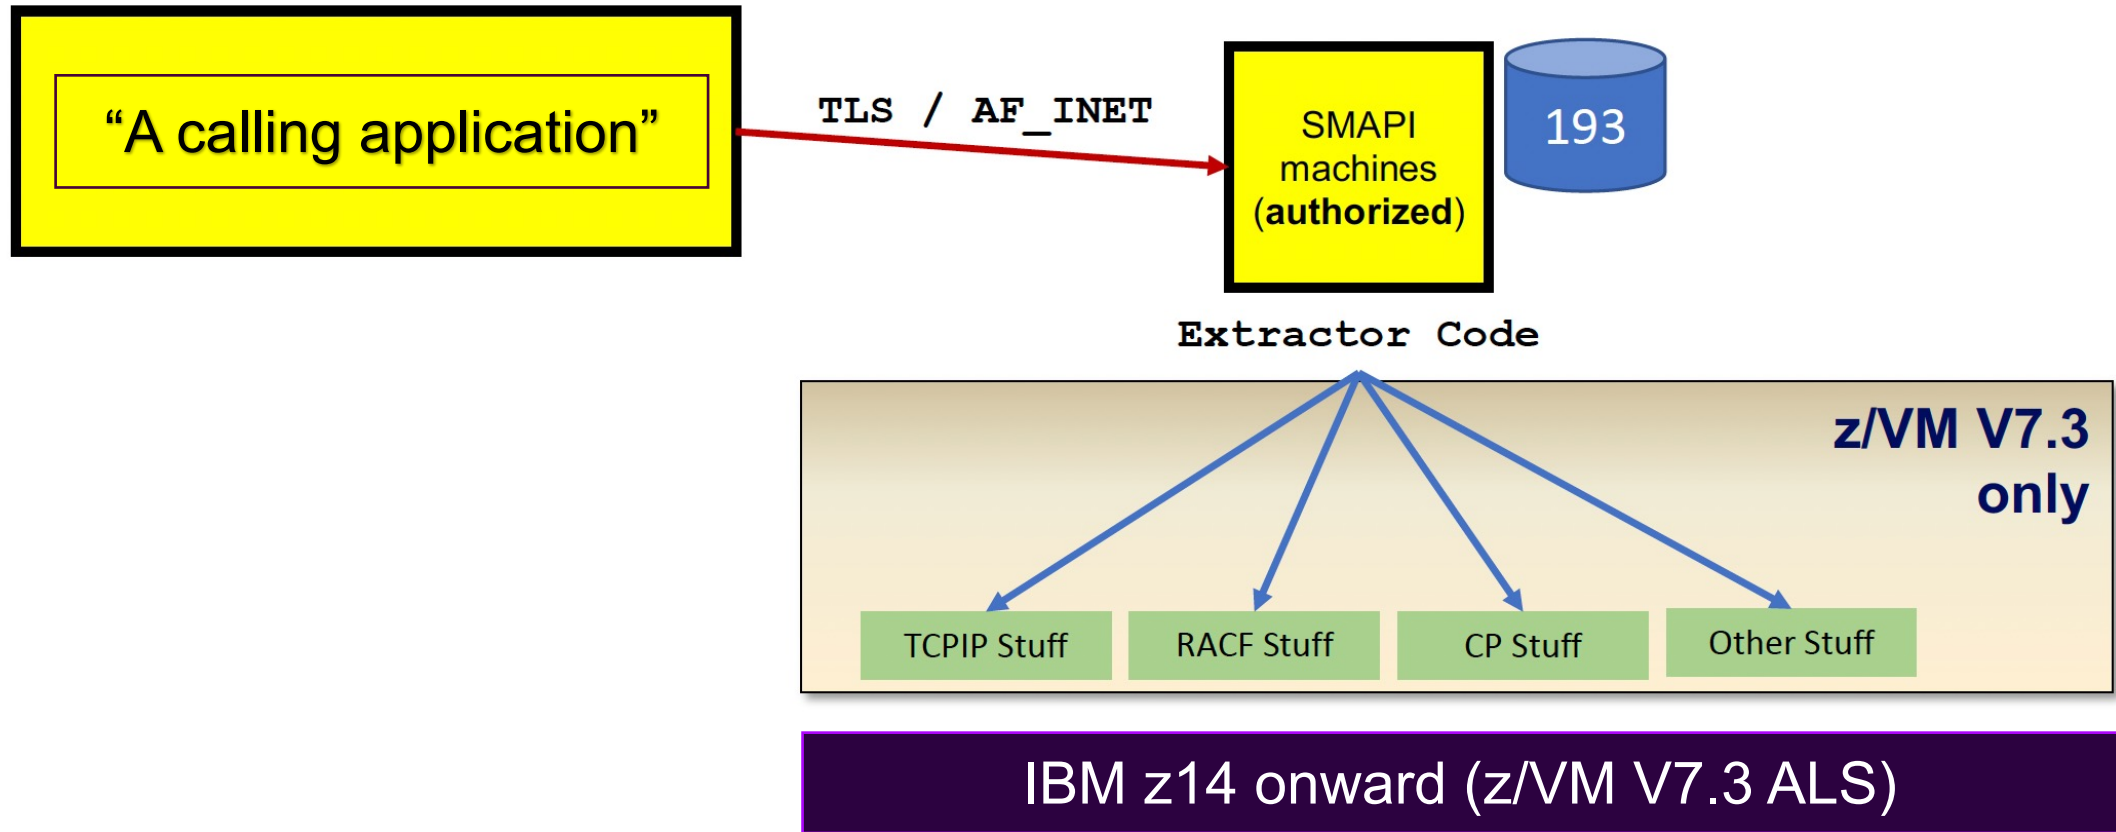 “A calling application”
TLS / AF_INET
SMAPI
machines
(authorized)
193
Extractor Code
z/VM V7.3
only
TCPIP Stuff
RACF Stuff
CP Stuff
Other Stuff
IBM z14 onward (z/VM V7.3 ALS)